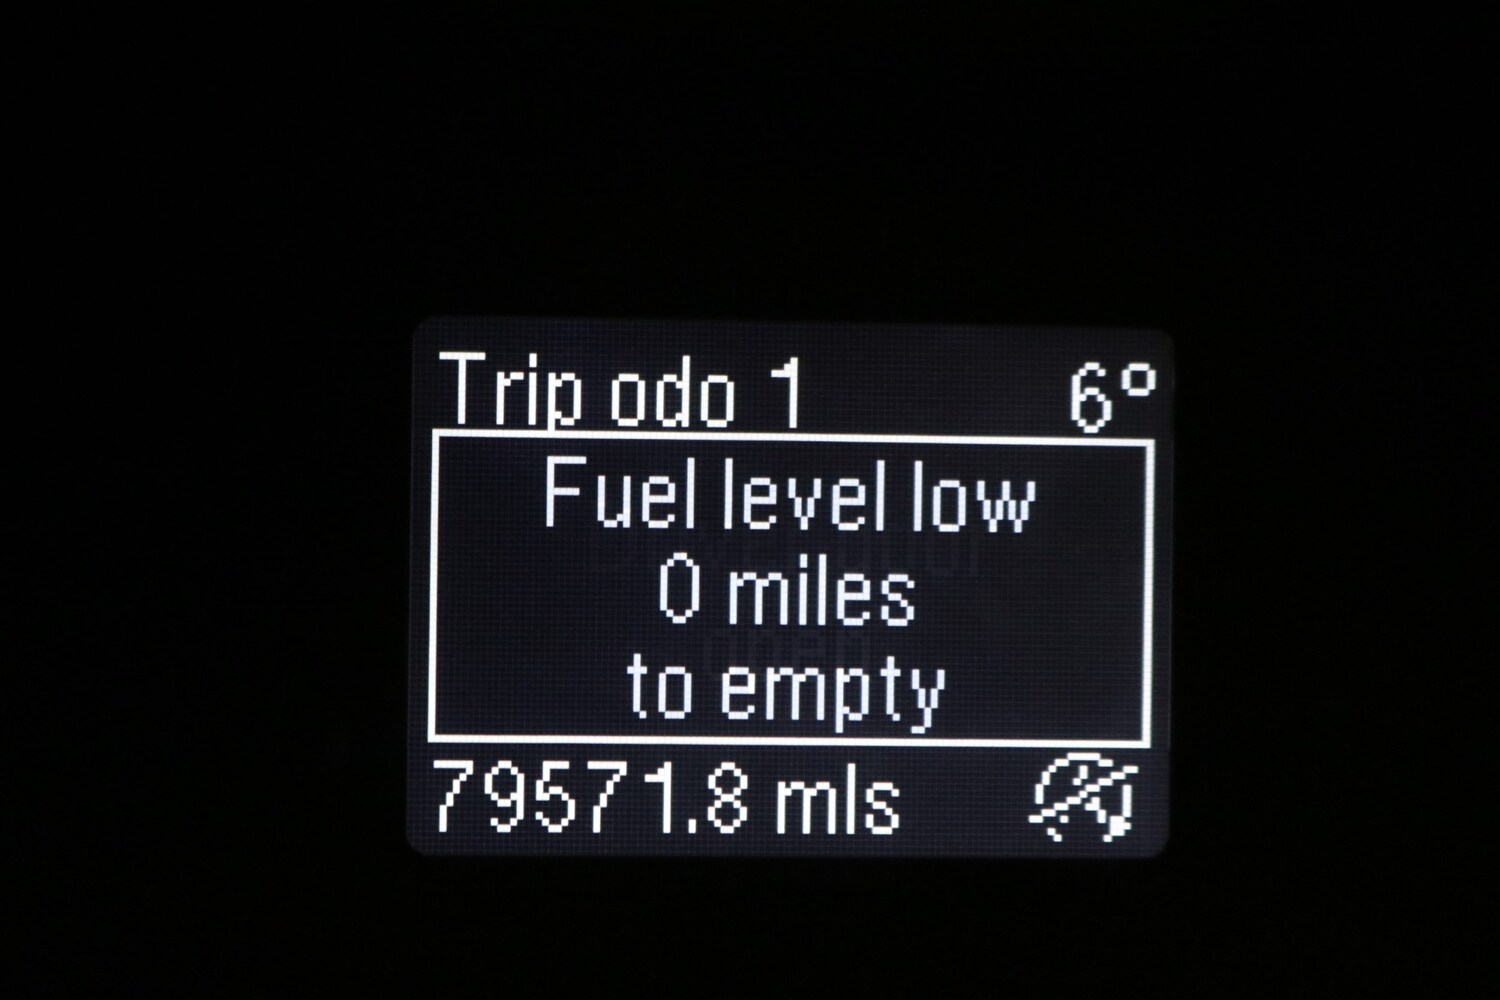 Trip odo 1 6°
Fuel level low
0 miles
to empty
79571.8 mls